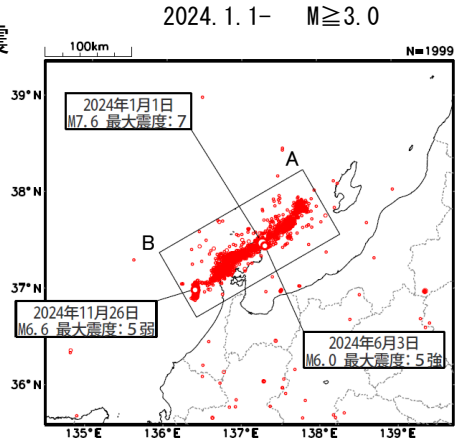 2024.1.1-　M≧3.0
100km
N=1999
39°N
2024年1月1日
M7.6 最大震度:7
A
38°N
B
37°N
2024年11月26日
M6.6 最大震度:5弱
2024年6月3日
M6.0 最大震度:5強
36°N
135°E
136°E
137°E
138°E
139°E